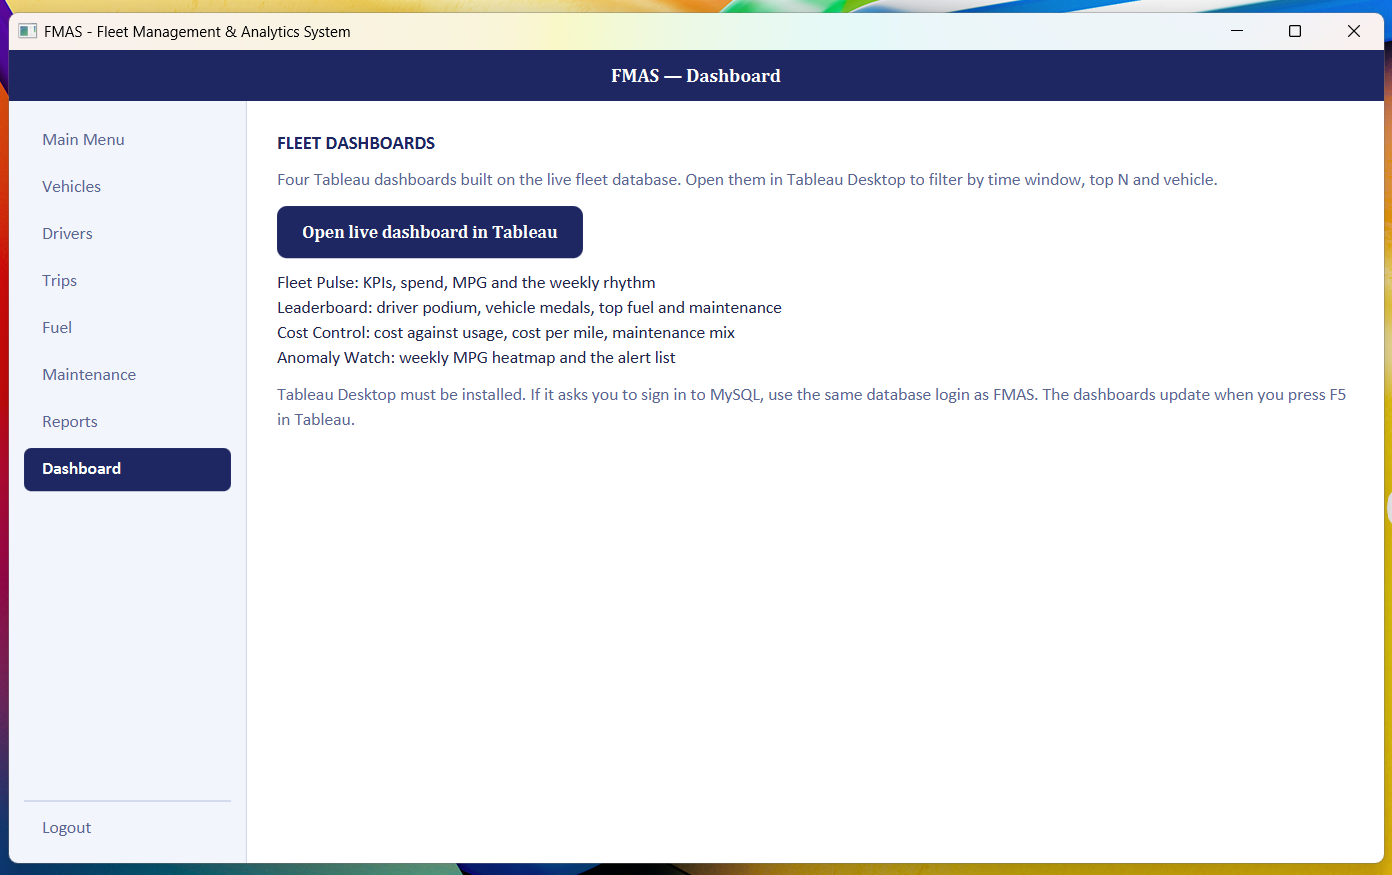 FMAS - Fleet Management & Analytics System
FMAS — Dashboard
Main Menu
Vehicles
Drivers
Trips
Fuel
Maintenance
Reports
Dashboard
Logout
FLEET DASHBOARDS
Four Tableau dashboards built on the live fleet database. Open them in Tableau Desktop to filter by time window, top N and vehicle.
Open live dashboard in Tableau
Fleet Pulse: KPIs, spend, MPG and the weekly rhythm
Leaderboard: driver podium, vehicle medals, top fuel and maintenance
Cost Control: cost against usage, cost per mile, maintenance mix
Anomaly Watch: weekly MPG heatmap and the alert list
Tableau Desktop must be installed. If it asks you to sign in to MySQL, use the same database login as FMAS. The dashboards update when you press F5
in Tableau.